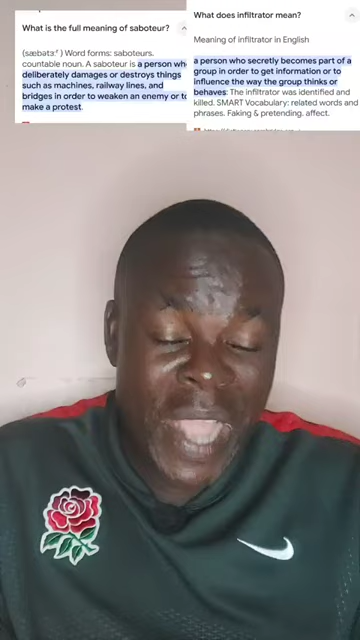 What is the full meaning of saboteur?
(sæbətɜːʳ) Word forms: saboteurs.
countable noun. A saboteur is a person who
deliberately damages or destroys things
such as machines, railway lines, and
bridges in order to weaken an enemy or to
make a protest.
What does infiltrator mean?
Meaning of infiltrator in English
a person who secretly becomes part of a
group in order to get information or to
influence the way the group thinks or
behaves: The infiltrator was identified and
killed. SMART Vocabulary: related words and
phrases. Faking & pretending. affect.